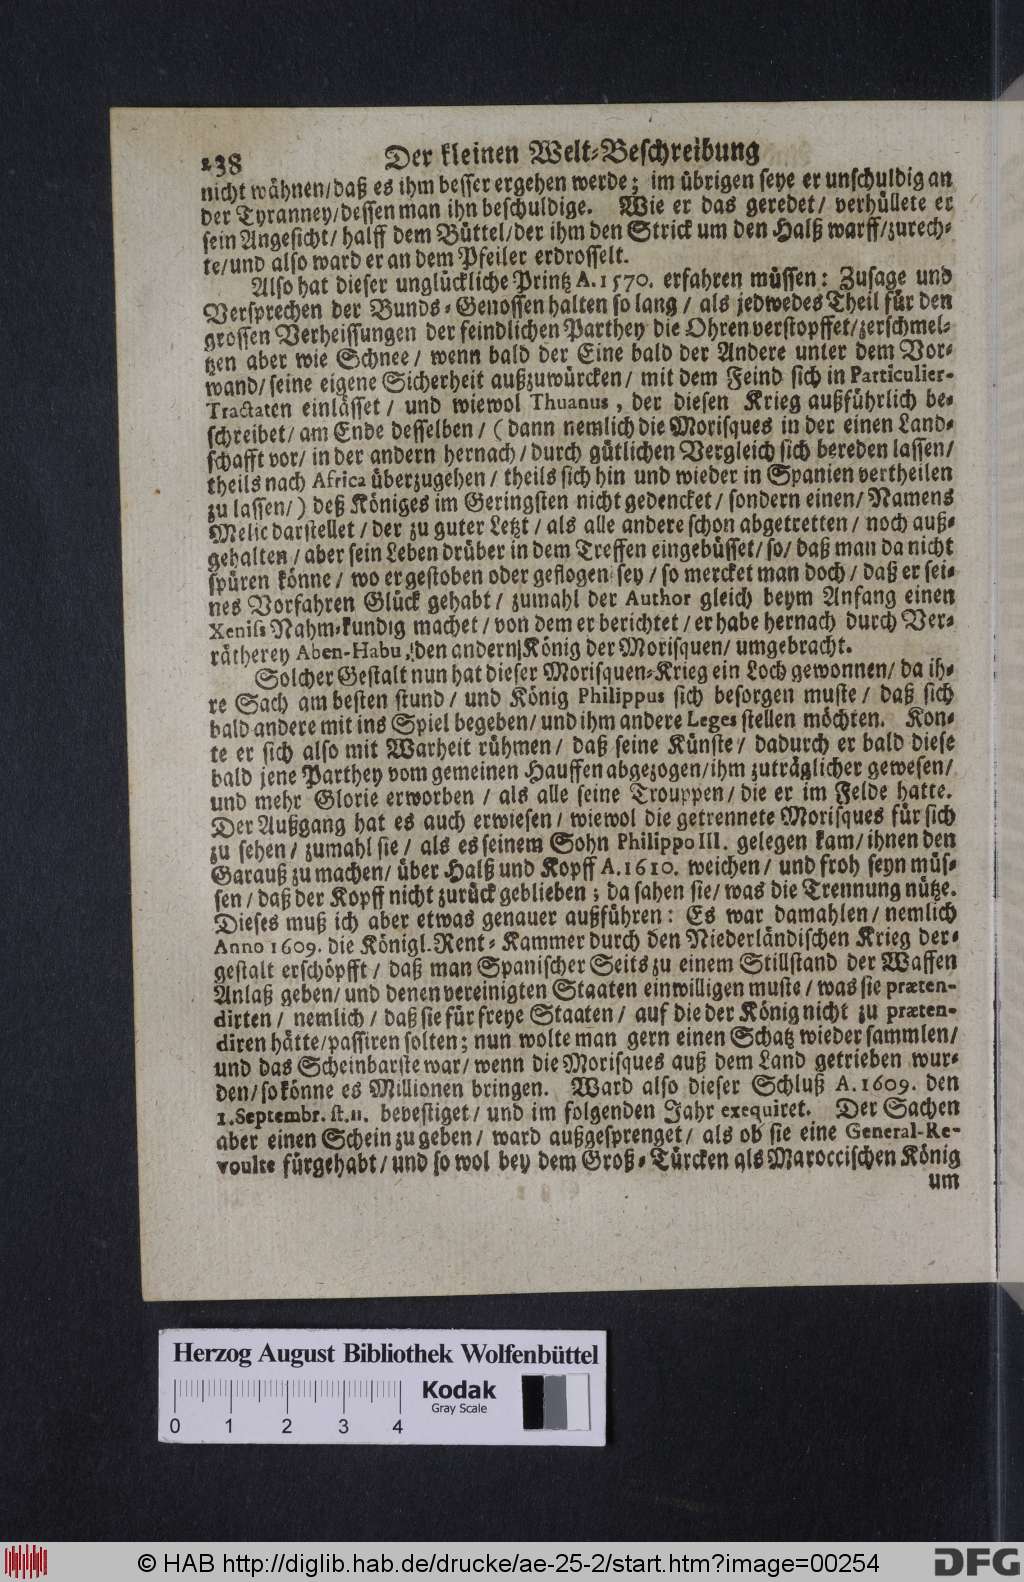 238 Der kleinen Welt-Beschreibung
nicht wähnen/daß es ihm besser ergehen werde; im übrigen seye er unschuldig an
der Tyranney/dessen man ihn beschuldige. Wie er das geredet/ verhüllete er
sein Angesicht/ halff dem Büttel/der ihm den Strick um den Halß warff/zurech-
te/und also ward er an dem Pfeiler erdrosselt.
Also hat dieser unglückliche Printz A. 1570. erfahren müssen: Zusage und
Versprechen der Bunds-Genossen halten so lang/ als jedwedes Theil für den
grossen Verheissungen der feindlichen Parthey die Ohren verstopffet/zerschmel-
tzen aber wie Schnee/ wenn bald der Eine bald der Andere unter dem Vor-
wand/seine eigene Sicherheit außzuwürcken/ mit dem Feind sich in Particulier-
Tractaten einlässet/ und wiewol Thuanus, der diesen Krieg außführlich be-
schreibet/ am Ende desselben/ (dann nemlich die Morisques in der einen Land-
schafft vor/ in der andern hernach/ durch gütlichen Vergleich sich bereden lassen/
theils nach Africa überzugehen/ theils sich hin und wieder in Spanien vertheilen
zu lassen/) deß Königes im Geringsten nicht gedencket/ sondern einen/ Namens
Melic darstellet/ der zu guter Letzt/ als alle andere schon abgetretten/ noch auß-
gehalten/ aber sein Leben drüber in dem Treffen eingebüsset/ so/ daß man da nicht
spüren könne/ wo er gestoben oder geflogen sey/ so mercket man doch/ daß er sei-
nes Vorfahren Glück gehabt/ zumahl der Author gleich beym Anfang einen
Xeniss Nahm-kundig machet/ von dem er berichtet/ er habe hernach durch Ver-
rätherey Aben-Habu, den andern König der Morisquen/ umgebracht.
Solcher Gestalt nun hat dieser Morisquen-Krieg ein Loch gewonnen/ da ih-
re Sach am besten stund/ und König Philippus sich besorgen muste/ daß sich
bald andere mit ins Spiel begeben/ und ihm andere Leges stellen möchten. Kon-
te er sich also mit Warheit rühmen/ daß seine Künste/ dadurch er bald diese
bald jene Parthey vom gemeinen Hauffen abgezogen/ihm zuträglicher gewesen/
und mehr Glorie erworben/ als alle seine Trouppen/ die er im Felde hatte.
Der Außgang hat es auch erwiesen/ wiewol die getrennete Morisques für sich
zu sehen/ zumahl sie/ als es seinem Sohn Philippo III. gelegen kam/ ihnen den
Garauß zu machen/ über Halß und Kopff A. 1610. weichen/ und froh seyn müs-
sen/ daß der Kopff nicht zurück geblieben; da sahen sie/ was die Trennung nütze.
Dieses muß ich aber etwas genauer außführen: Es war damahlen/ nemlich
Anno 1609. die Königl. Rent-Kammer durch den Niederländischen Krieg der-
gestalt erschöpfft/ daß man Spanischer Seits zu einem Stillstand der Waffen
Anlaß geben/ und denen vereinigten Staaten einwilligen muste/ was sie præten-
dirten/ nemlich/ daß sie für freye Staaten/ auf die der König nicht zu præten-
diren hätte/passiren solten; nun wolte man gern einen Schatz wieder sammlen/
und das Scheinbarste war/ wenn die Morisques auß dem Land getrieben wur-
den/so könne es Millionen bringen. Ward also dieser Schluß A. 1609. den
1. Septembr. st. n. bevestiget/ und im folgenden Jahr exequiret. Der Sachen
aber einen Schein zu geben/ ward außgesprenget/ als ob sie eine General-Re-
voulte fürgehabt/ und so wol bey dem Groß-Türcken als Maroccischen König
um
Herzog August Bibliothek Wolfenbüttel
Kodak
Gray Scale
0 1 2 3 4
© HAB http://diglib.hab.de/drucke/ae-25-2/start.htm?image=00254
DFG